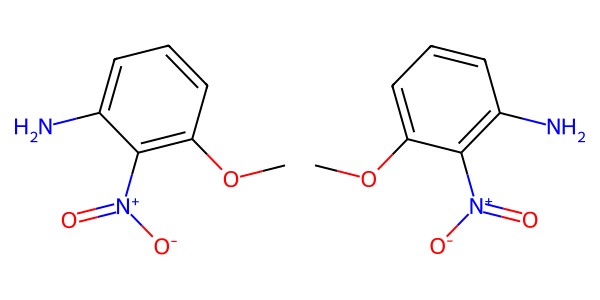 H₂N NH₂
O O
N⁺ N⁺
O O
O⁻ O⁻